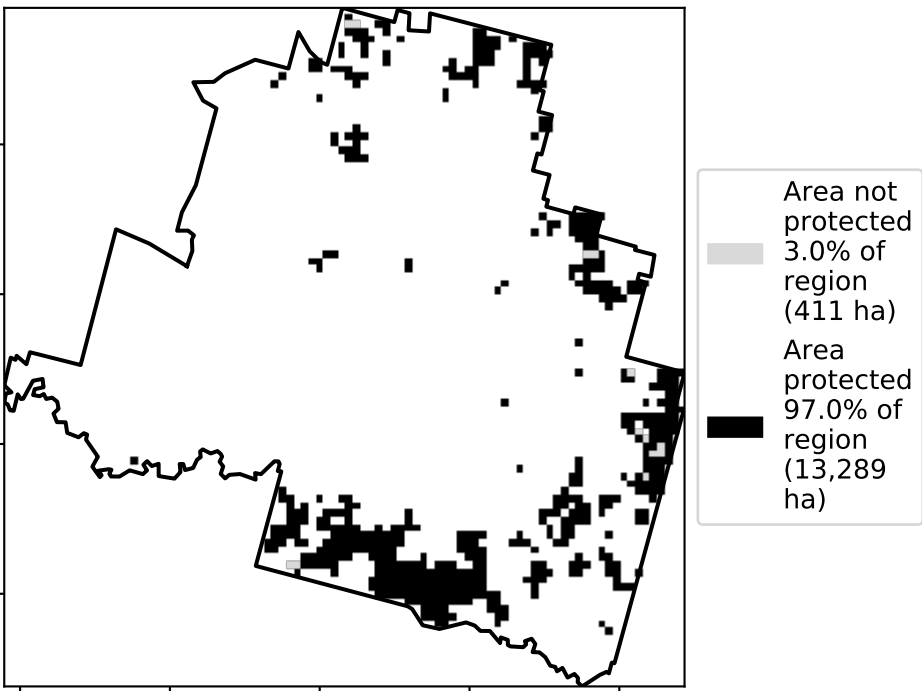 Area not
protected
3.0% of
region
(411 ha)
Area
protected
97.0% of
region
(13,289
ha)